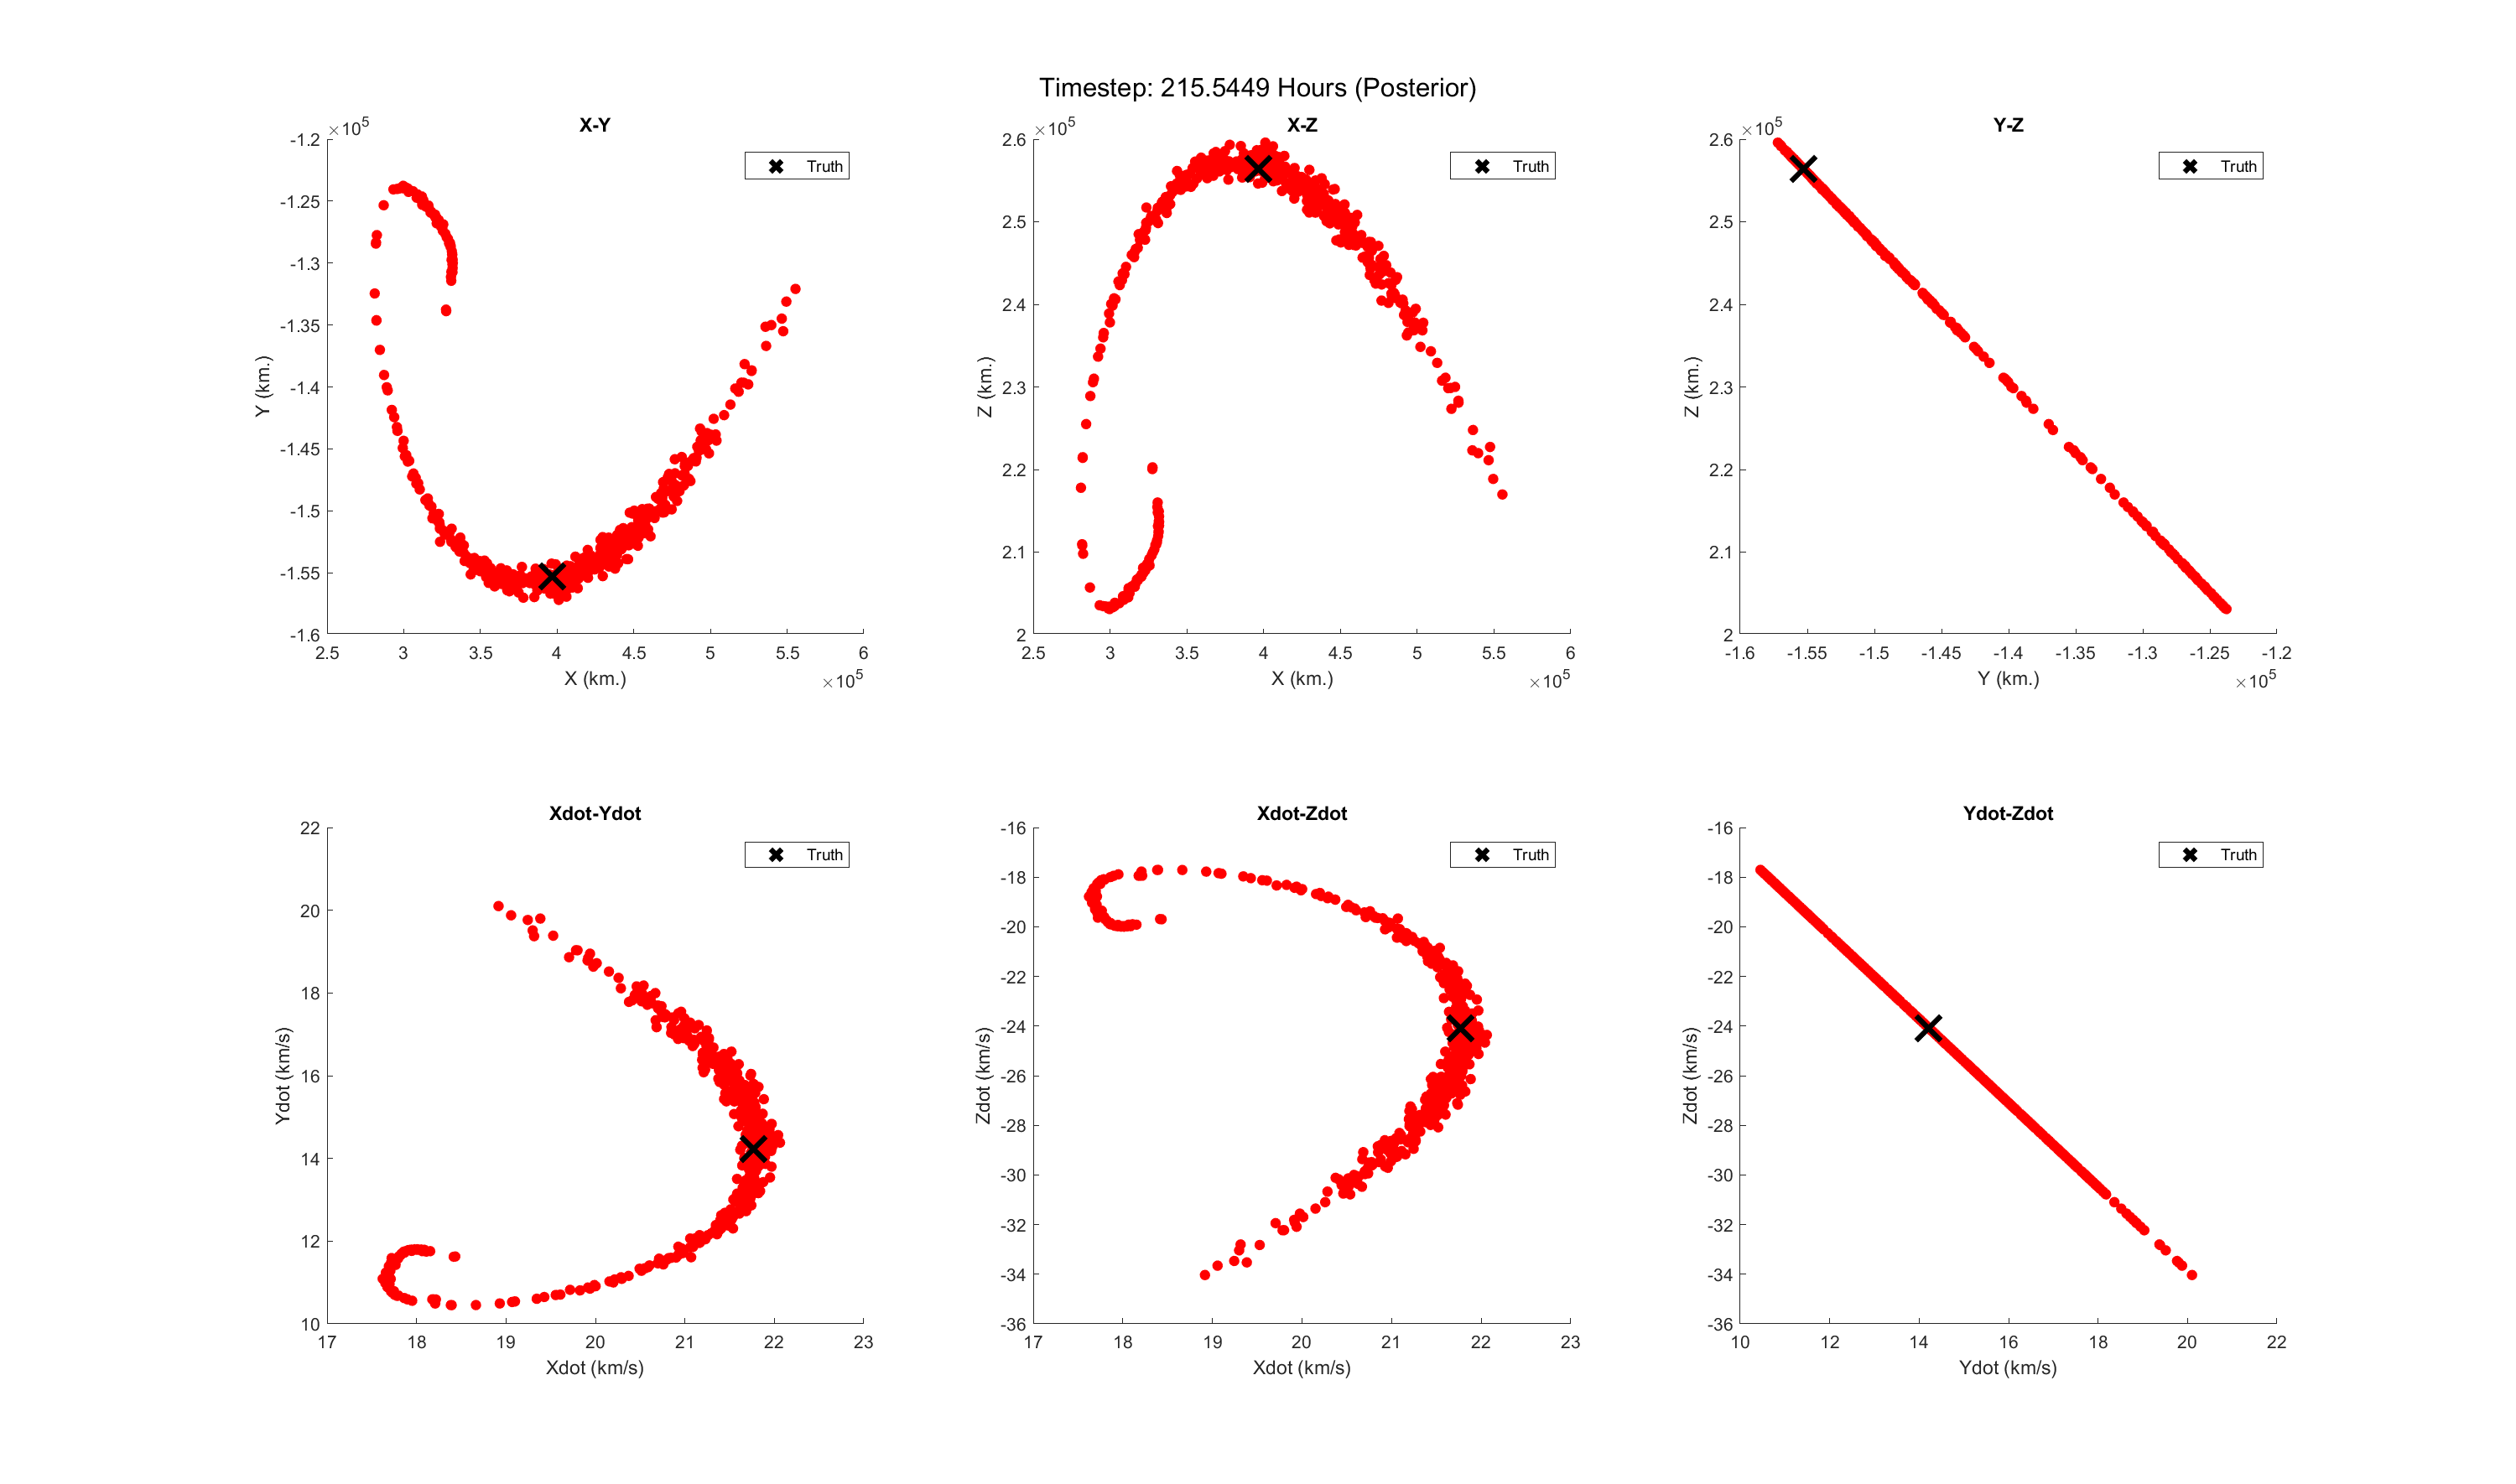 Timestep: 215.5449 Hours (Posterior)
X-Y
×10^5
-1.2
-1.25
-1.3
-1.35
-1.4
-1.45
-1.5
-1.55
-1.6
Y (km.)
2.5 3 3.5 4 4.5 5 5.5 6
X (km.)
×10^5
Truth
X-Z
×10^5
2.6
2.5
2.4
2.3
2.2
2.1
2
Z (km.)
2.5 3 3.5 4 4.5 5 5.5 6
X (km.)
×10^5
Truth
Y-Z
×10^5
2.6
2.5
2.4
2.3
2.2
2.1
2
Z (km.)
-1.6 -1.55 -1.5 -1.45 -1.4 -1.35 -1.3 -1.25 -1.2
Y (km.)
×10^5
Truth
Xdot-Ydot
22
20
18
16
14
12
10
Ydot (km/s)
17 18 19 20 21 22 23
Xdot (km/s)
Truth
Xdot-Zdot
-16
-18
-20
-22
-24
-26
-28
-30
-32
-34
-36
Zdot (km/s)
17 18 19 20 21 22 23
Xdot (km/s)
Truth
Ydot-Zdot
-16
-18
-20
-22
-24
-26
-28
-30
-32
-34
-36
Zdot (km/s)
10 12 14 16 18 20 22
Ydot (km/s)
Truth